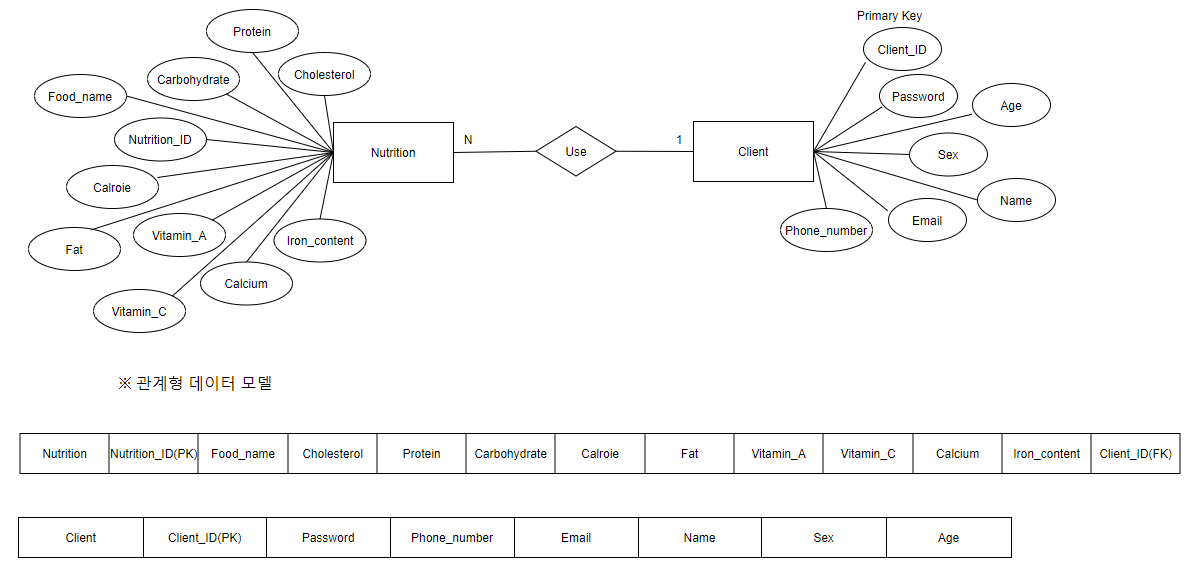 Primary Key
Protein
Client_ID
Cholesterol
Carbohydrate
Food_name
Password
Age
Nutrition_ID
N
1
Nutrition
Use
Client
Sex
Calroie
Name
Vitamin_A
Email
Phone_number
Fat
Iron_content
Calcium
Vitamin_C
※ 관계형 데이터 모델
Nutrition Nutrition_ID(PK) Food_name Cholesterol Protein Carbohydrate Calroie Fat Vitamin_A Vitamin_C Calcium Iron_content Client_ID(FK)
Client Client_ID(PK) Password Phone_number Email Name Sex Age